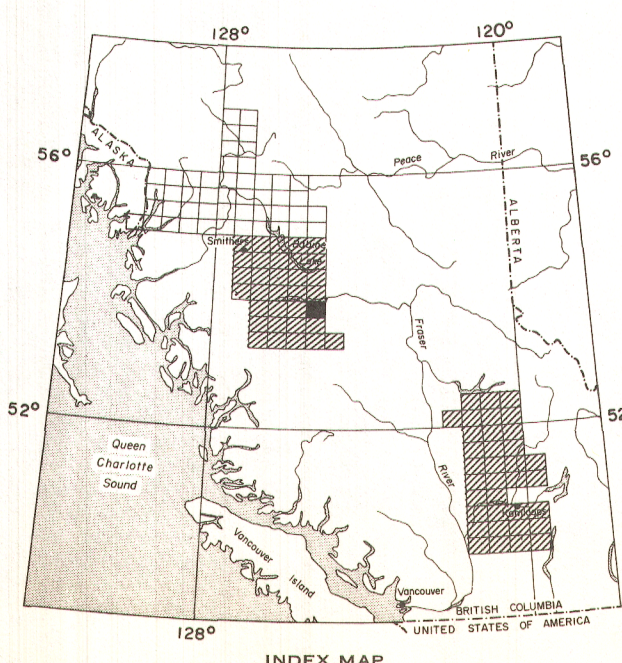 128°
120°
ALASKA
56°
Peace River
56°
ALBERTA
Smithers
Babine
Lake
Fraser
52°
52
Queen
Charlotte
Sound
River
Kamloops
Vancouver
Island
Vancouver
BRITISH COLUMBIA
UNITED STATES OF AMERICA
128°
INDEX MAP